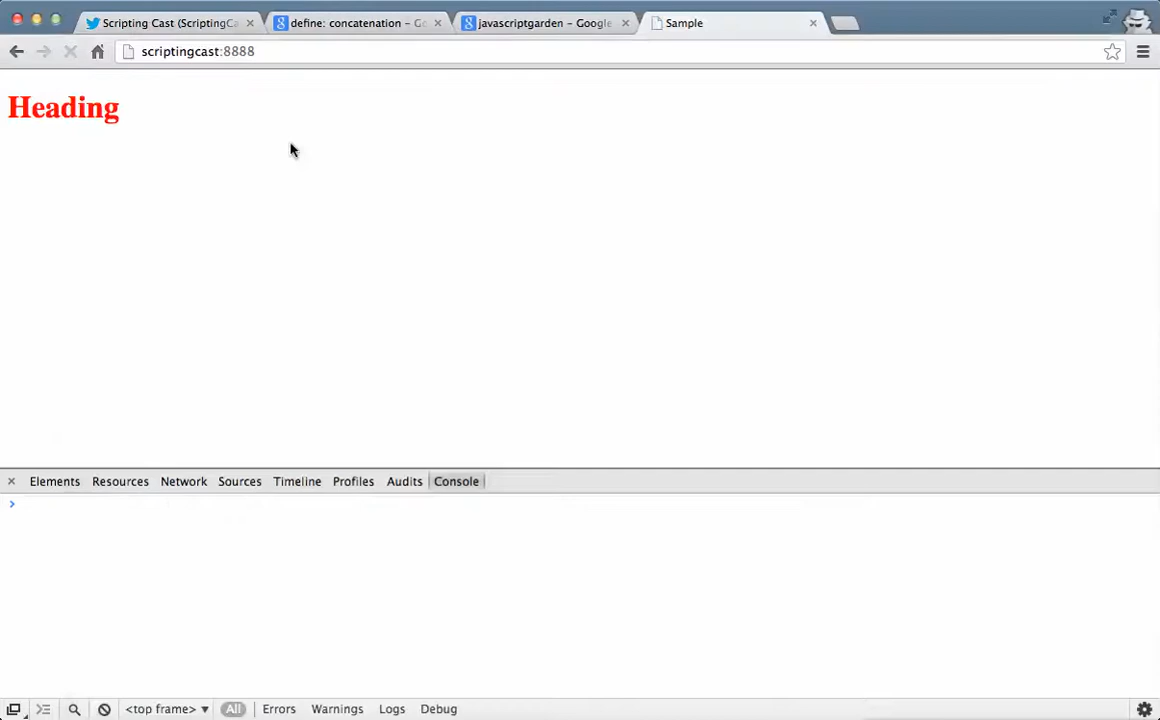 Scripting Cast (ScriptingCa
define: concatenation – Go
javascriptgarden – Google
Sample
scriptingcast:8888
Heading
Elements Resources Network Sources Timeline Profiles Audits Console
<top frame> All Errors Warnings Logs Debug